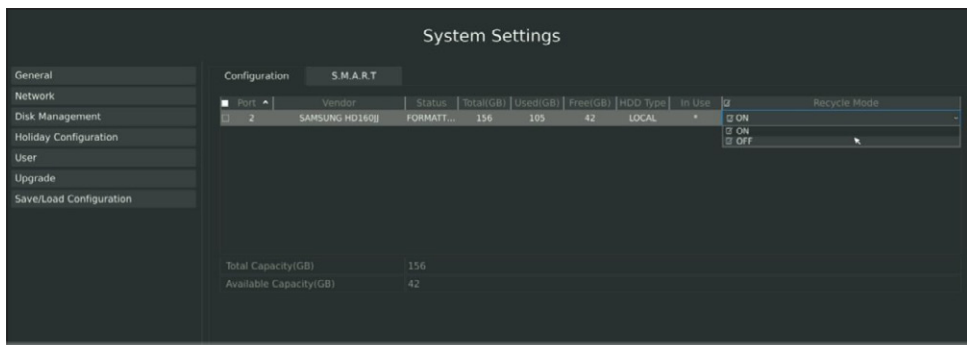 System Settings
General
Network
Disk Management
Holiday Configuration
User
Upgrade
Save/Load Configuration
Configuration S.M.A.R.T
Port Vendor Status Total(GB) Used(GB) Free(GB) HDD Type In Use Recycle Mode
2 SAMSUNG HD160JJ FORMATT... 156 105 42 LOCAL * ON
ON
OFF
Total Capacity(GB) 156
Available Capacity(GB) 42